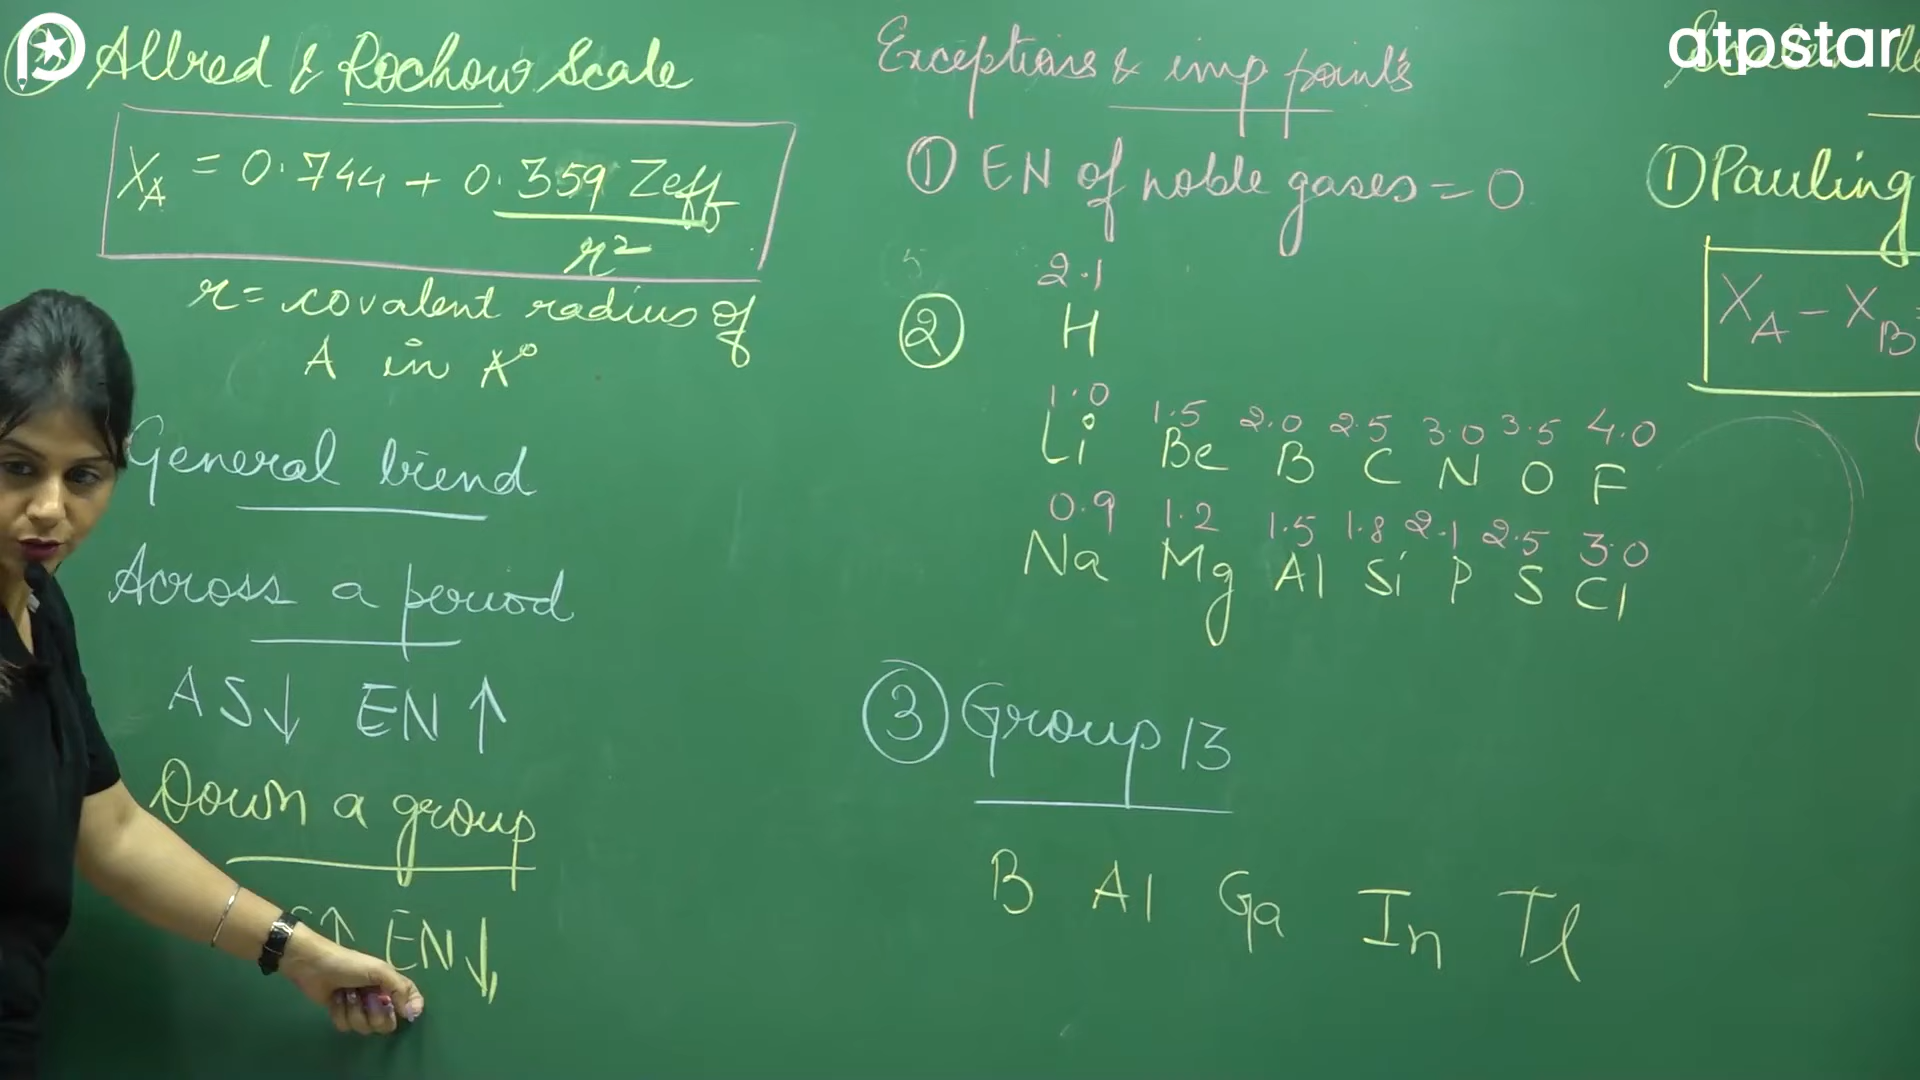 Allred & Rochow Scale
X_A = 0.744 + 0.359 Zeff
r²
r = covalent radius of
A in A°
General trend
Across a period
AS↓ EN↑
Down a group
S↑ EN↓
Exceptions & imp points
① EN of noble gases = 0
2.1
② H
1.0 1.5 2.0 2.5 3.0 3.5 4.0
Li Be B C N O F
0.9 1.2 1.5 1.8 2.1 2.5 3.0
Na Mg Al Si P S Cl
③ Group 13
B Al Ga In Tl
atpstar
① Pauling
X_A - X_B =